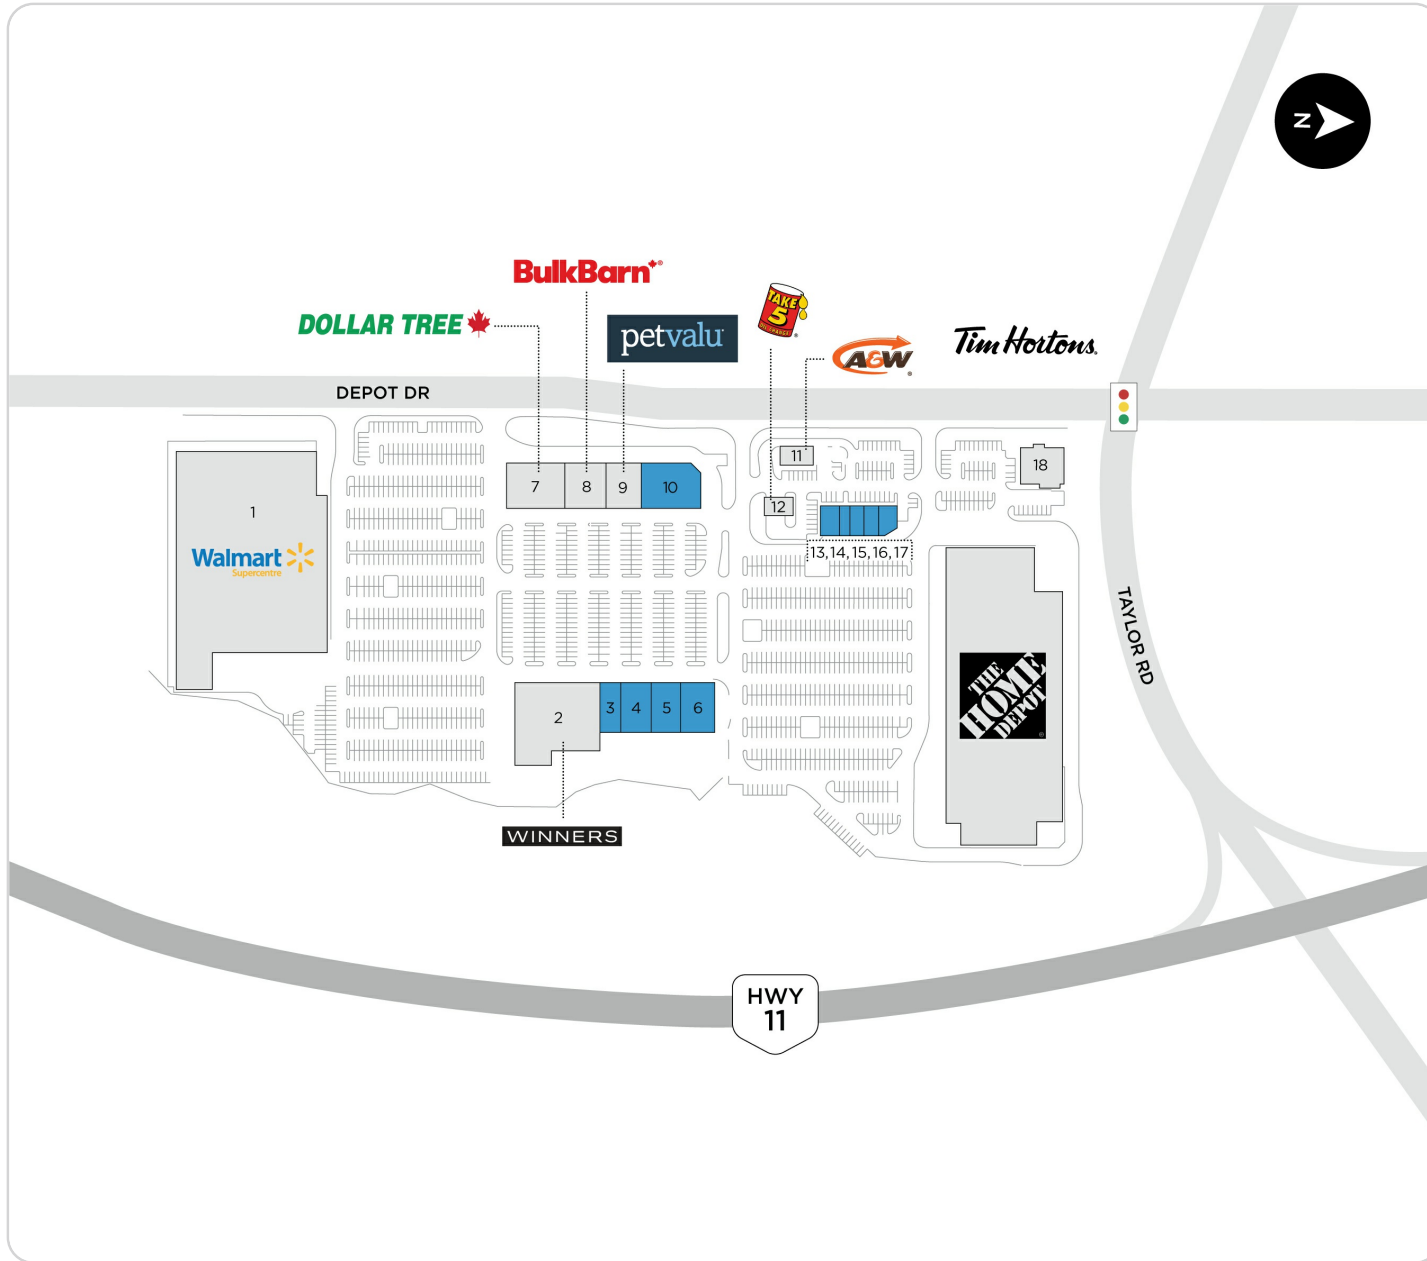 N
BulkBarn®
DOLLAR TREE
petvalu
TAKE
5
OIL CHANGE®
A&W®
Tim Hortons®
DEPOT DR
1
Walmart
Supercentre
7
8
9
10
11
12
18
13, 14, 15, 16, 17
2
3
4
5
6
WINNERS
THE
HOME
DEPOT®
TAYLOR RD
HWY
11